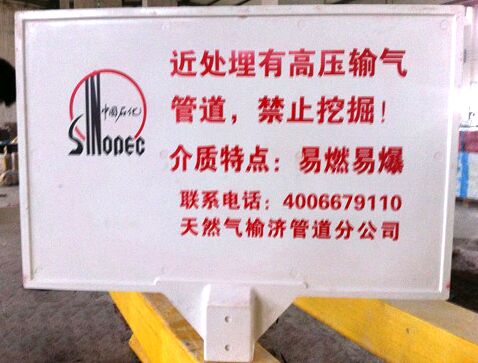 中国石化
SINOPEC
近处埋有高压输气
管道，禁止挖掘！
介质特点：易燃易爆
联系电话：4006679110
天然气榆济管道分公司